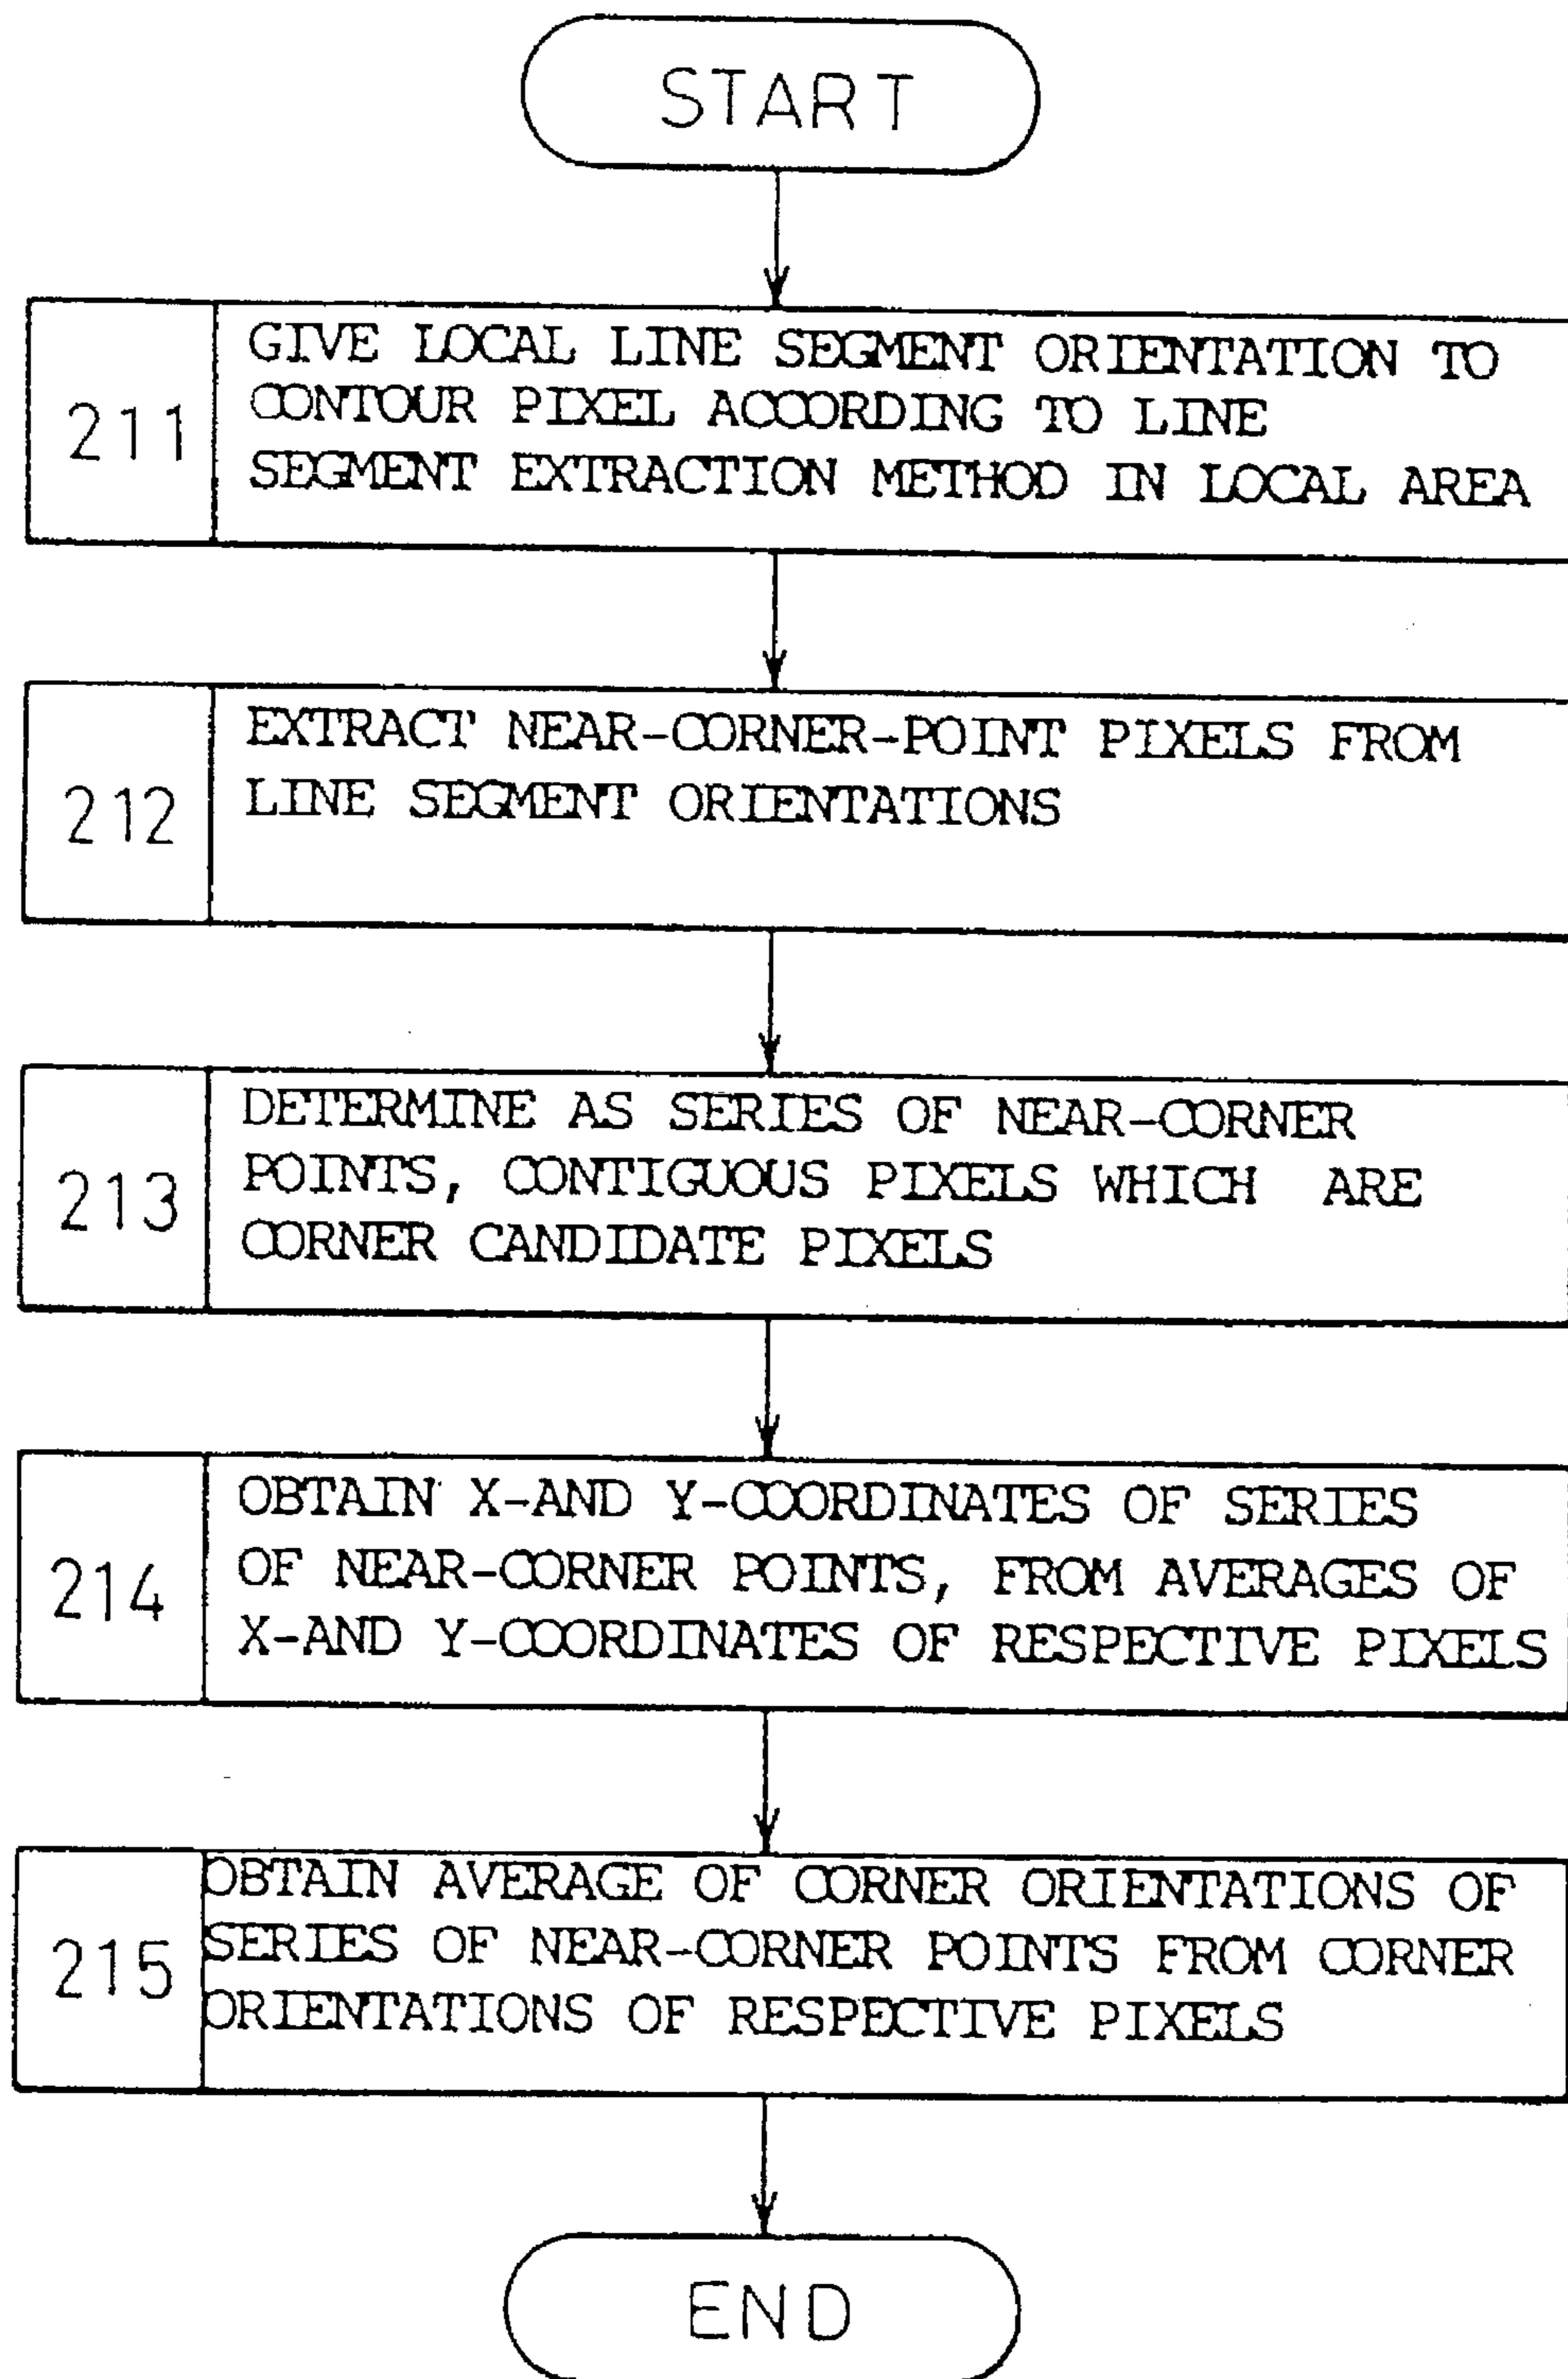 START
211
GIVE LOCAL LINE SEGMENT ORIENTATION TO
CONTOUR PIXEL ACCORDING TO LINE
SEGMENT EXTRACTION METHOD IN LOCAL AREA
212
EXTRACT NEAR-CORNER-POINT PIXELS FROM
LINE SEGMENT ORIENTATIONS
213
DETERMINE AS SERIES OF NEAR-CORNER
POINTS, CONTIGUOUS PIXELS WHICH ARE
CORNER CANDIDATE PIXELS
214
OBTAIN X-AND Y-COORDINATES OF SERIES
OF NEAR-CORNER POINTS, FROM AVERAGES OF
X-AND Y-COORDINATES OF RESPECTIVE PIXELS
215
OBTAIN AVERAGE OF CORNER ORIENTATIONS OF
SERIES OF NEAR-CORNER POINTS FROM CORNER
ORIENTATIONS OF RESPECTIVE PIXELS
END